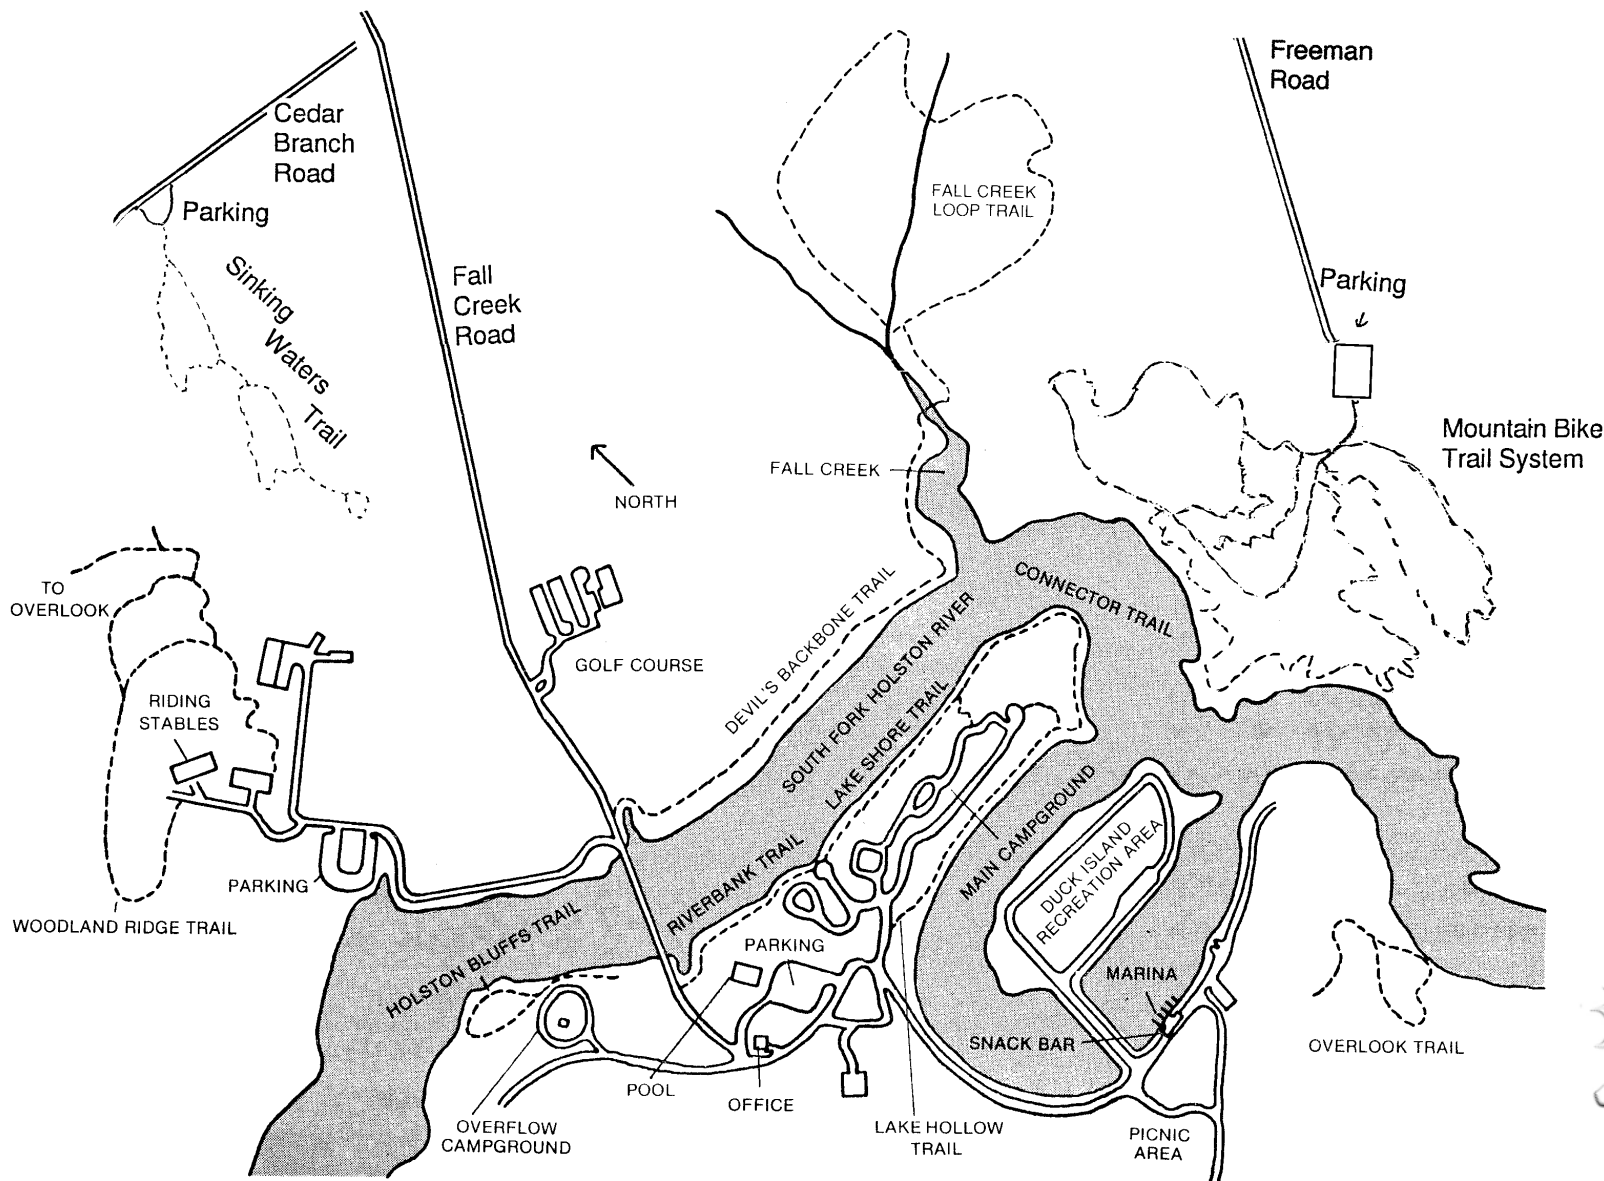 Freeman
Road
Cedar
Branch
Road
Parking
FALL CREEK
LOOP TRAIL
Sinking
Waters
Trail
Fall
Creek
Road
Parking
Mountain Bike
Trail System
FALL CREEK
NORTH
TO
OVERLOOK
CONNECTOR TRAIL
DEVIL'S BACKBONE TRAIL
SOUTH FORK HOLSTON RIVER
GOLF COURSE
LAKE SHORE TRAIL
RIDING
STABLES
MAIN CAMPGROUND
DUCK ISLAND
RECREATION AREA
RIVERBANK TRAIL
PARKING
WOODLAND RIDGE TRAIL
HOLSTON BLUFFS TRAIL
PARKING
MARINA
SNACK BAR
OVERLOOK TRAIL
POOL
OFFICE
OVERFLOW
CAMPGROUND
LAKE HOLLOW
TRAIL
PICNIC
AREA